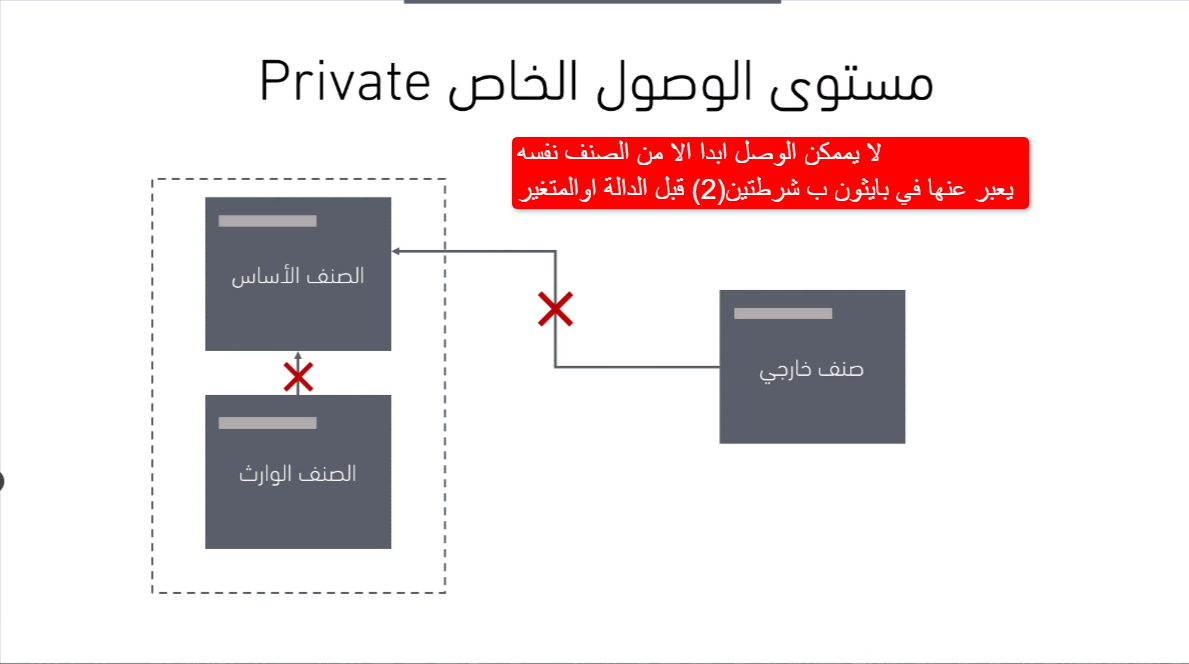 مستوى الوصول الخاص Private
لا يممكن الوصل ابدا الا من الصنف نفسه
يعبر عنها في بايثون ب شرطتين(2) قبل الدالة اوالمتغير
الصنف الأساس
صنف خارجي
الصنف الوارث